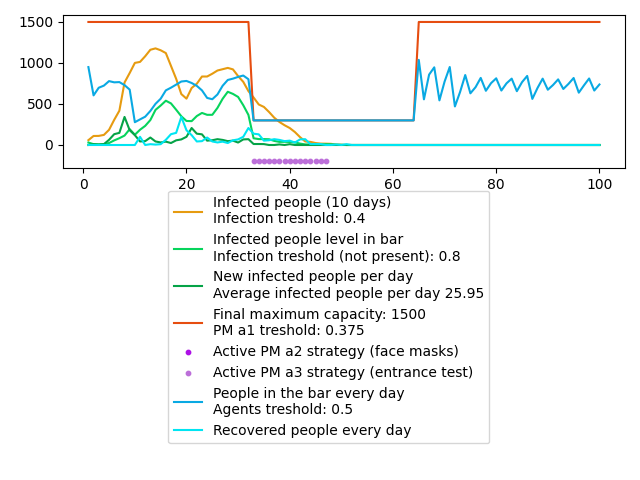 1500
1000
500
0
0 20 40 60 80 100
Infected people (10 days)
Infection treshold: 0.4
Infected people level in bar
Infection treshold (not present): 0.8
New infected people per day
Average infected people per day 25.95
Final maximum capacity: 1500
PM a1 treshold: 0.375
Active PM a2 strategy (face masks)
Active PM a3 strategy (entrance test)
People in the bar every day
Agents treshold: 0.5
Recovered people every day